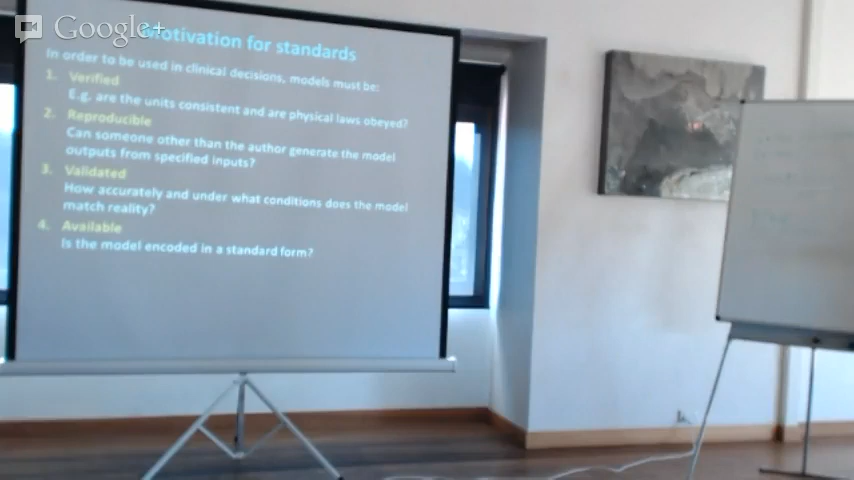 Google+
Motivation for standards
In order to be used in clinical decisions, models must be:
1. Verified
E.g. are the units consistent and are physical laws obeyed?
2. Reproducible
Can someone other than the author generate the model
outputs from specified inputs?
3. Validated
How accurately and under what conditions does the model
match reality?
4. Available
Is the model encoded in a standard form?